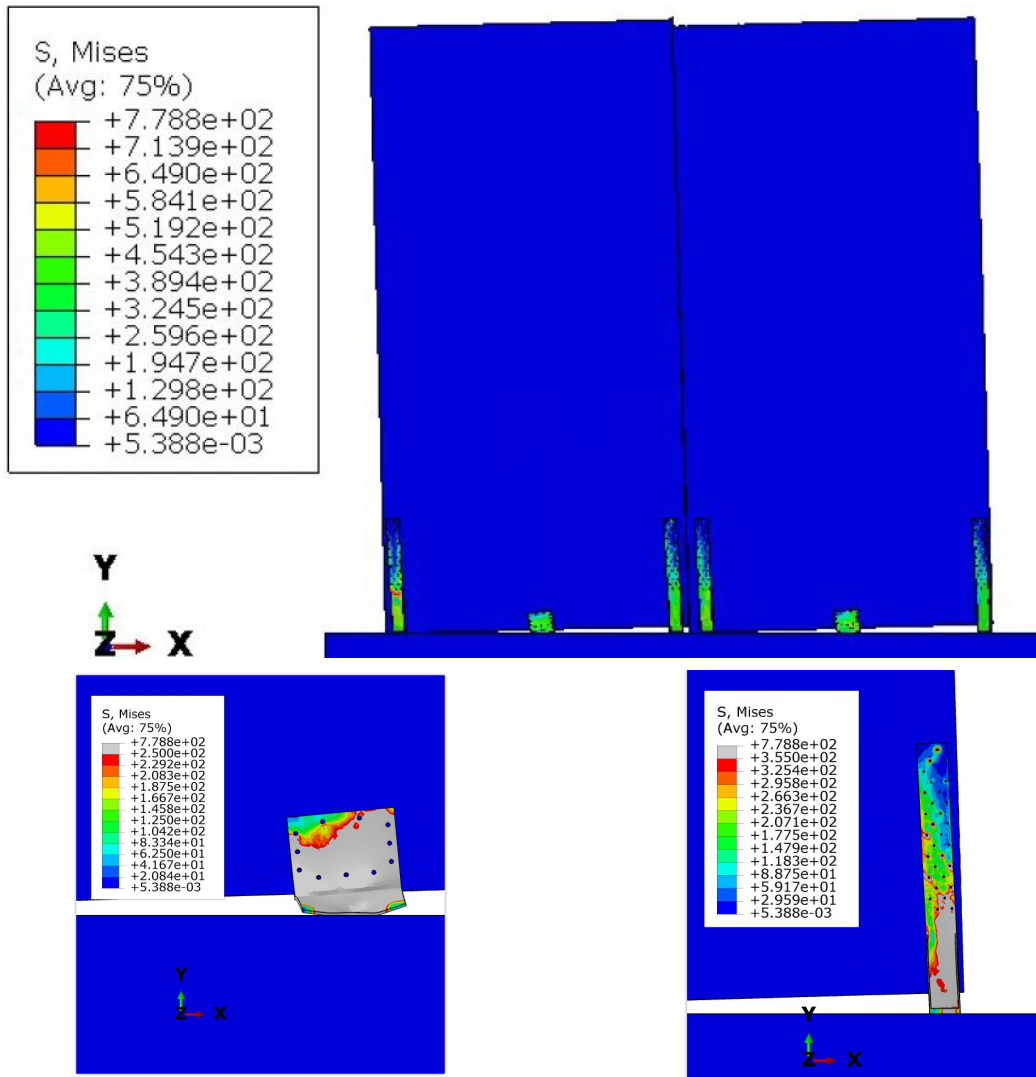 S, Mises
(Avg: 75%)
+7.788e+02
+7.139e+02
+6.490e+02
+5.841e+02
+5.192e+02
+4.543e+02
+3.894e+02
+3.245e+02
+2.596e+02
+1.947e+02
+1.298e+02
+6.490e+01
+5.388e-03
Y
Z X
S, Mises
(Avg: 75%)
+7.788e+02
+2.500e+02
+2.292e+02
+2.083e+02
+1.875e+02
+1.667e+02
+1.458e+02
+1.250e+02
+1.042e+02
+8.334e+01
+6.250e+01
+4.167e+01
+2.084e+01
+5.388e-03
Y
Z X
S, Mises
(Avg: 75%)
+7.788e+02
+3.550e+02
+3.254e+02
+2.958e+02
+2.663e+02
+2.367e+02
+2.071e+02
+1.775e+02
+1.479e+02
+1.183e+02
+8.875e+01
+5.917e+01
+2.959e+01
+5.388e-03
Y
Z X